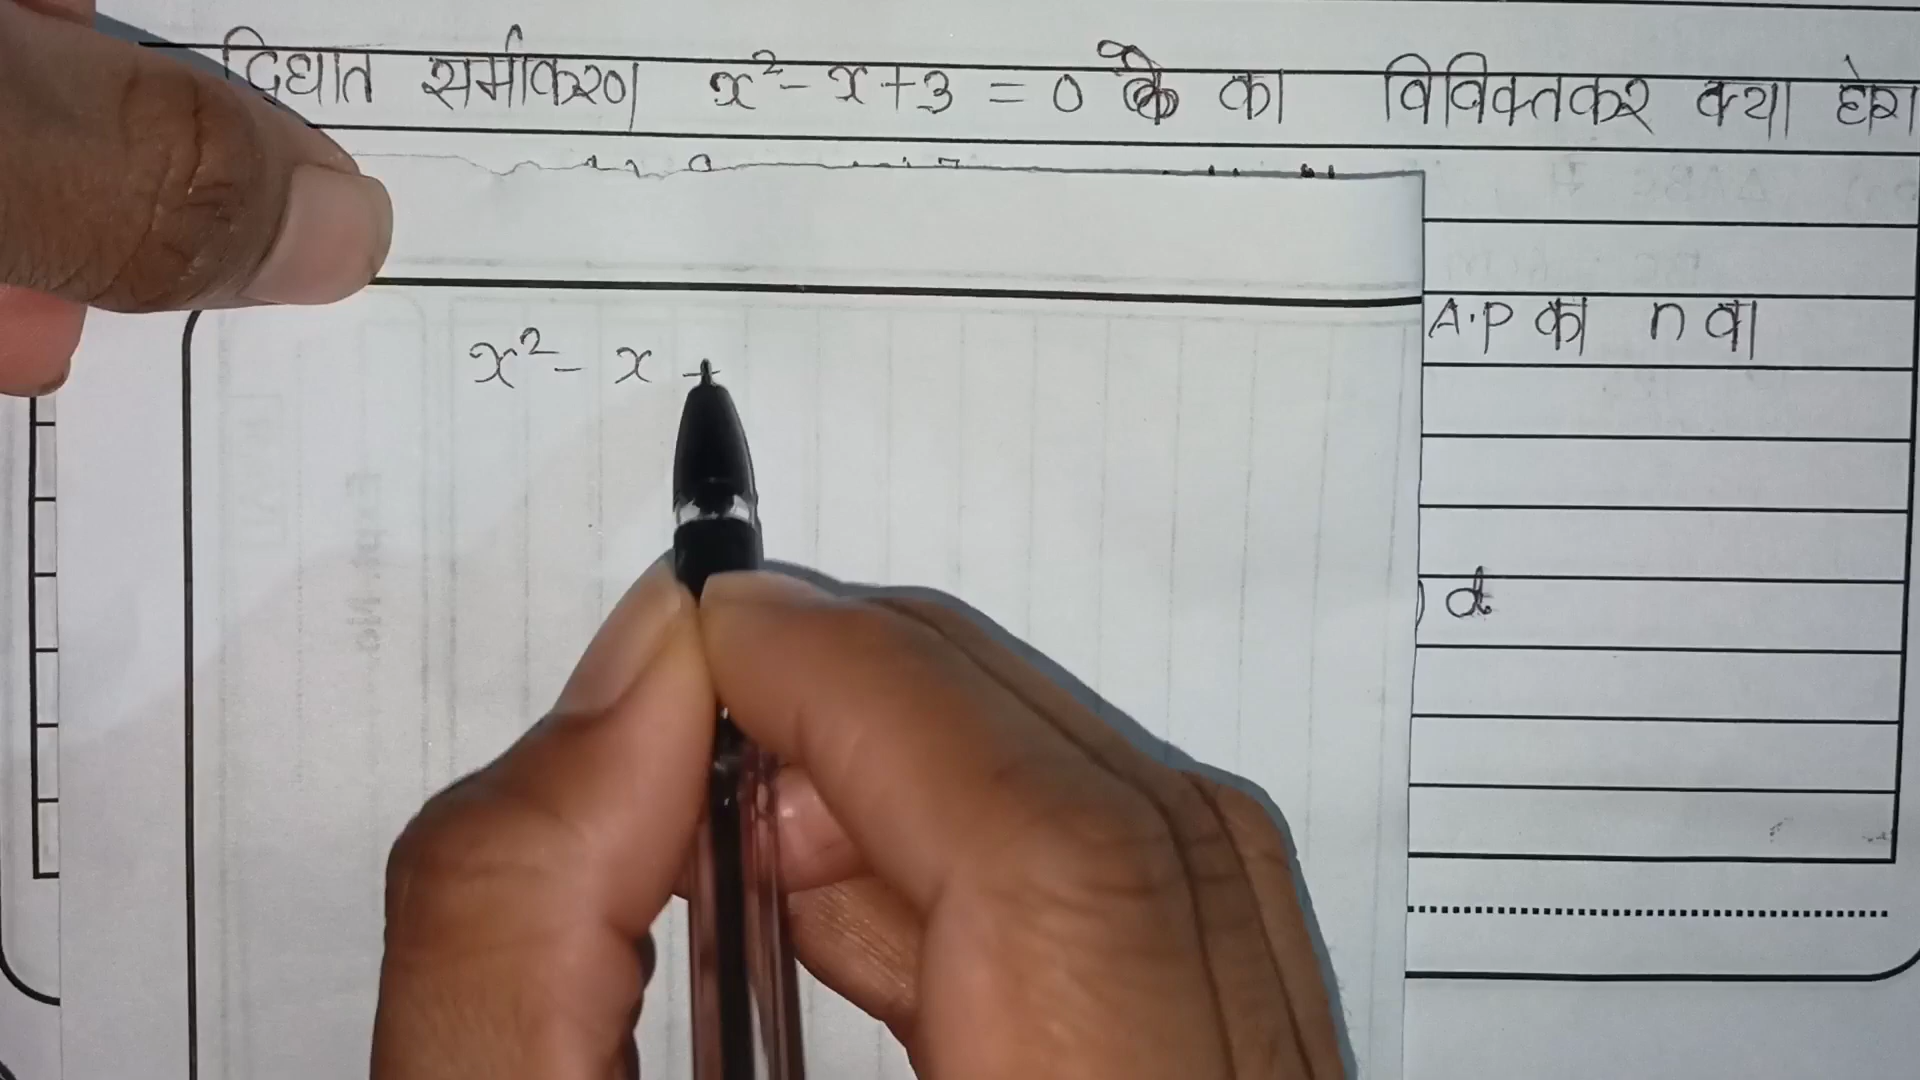 द्विघात समीकरण x² - x + 3 = 0 का विविक्तकर क्या होगा
x² - x +
A.P का n वा
) d